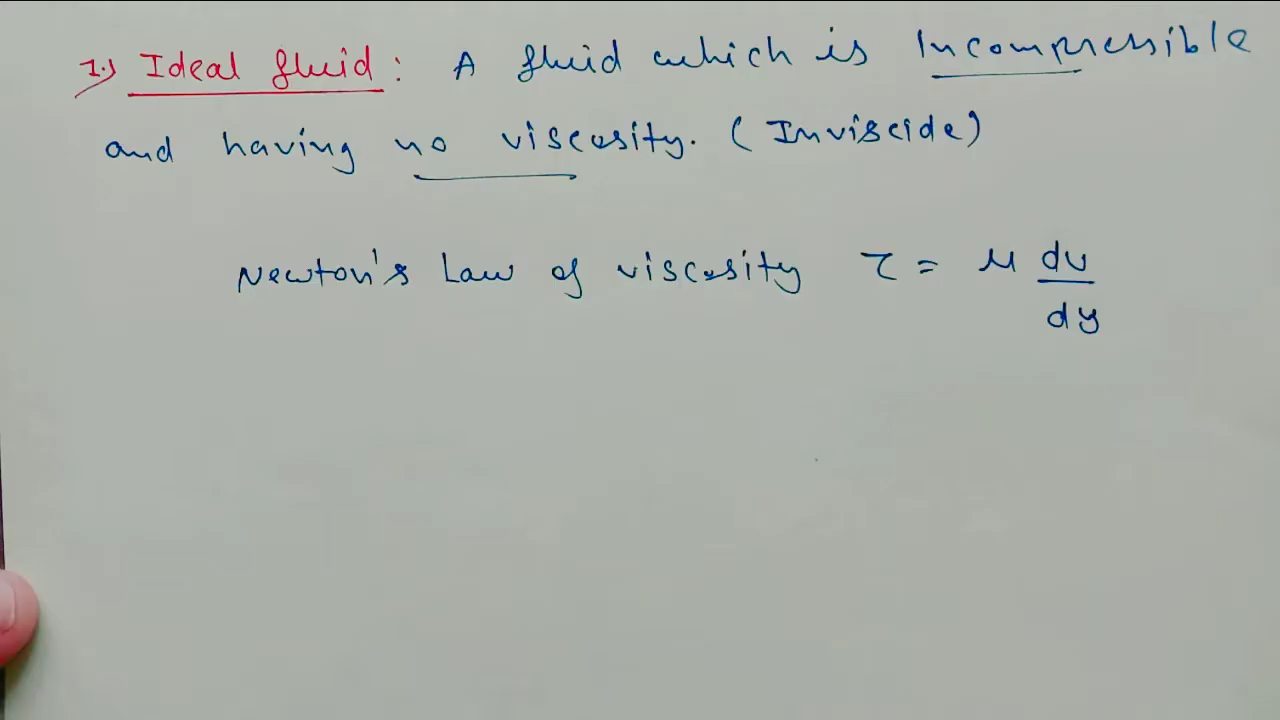 1.) Ideal fluid : A fluid which is Incompressible
and having no viscosity. (Inviscide)
Newton's Law of viscosity τ = μ du/dy